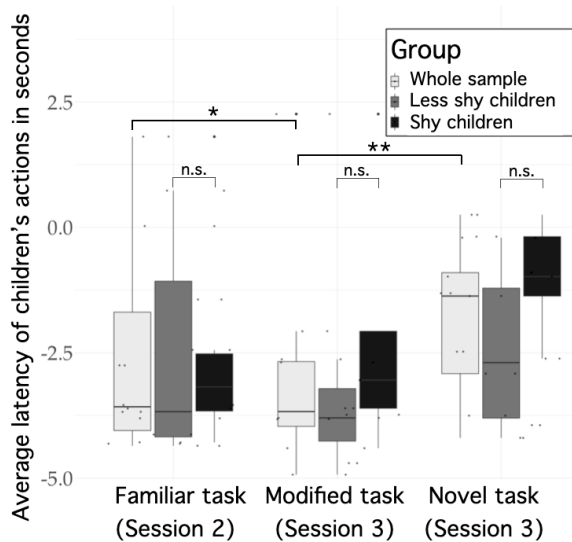 Average latency of children's actions in seconds
Group
Whole sample
Less shy children
Shy children
2.5
0.0
-2.5
-5.0
*
**
n.s.
n.s.
n.s.
Familiar task
(Session 2)
Modified task
(Session 3)
Novel task
(Session 3)